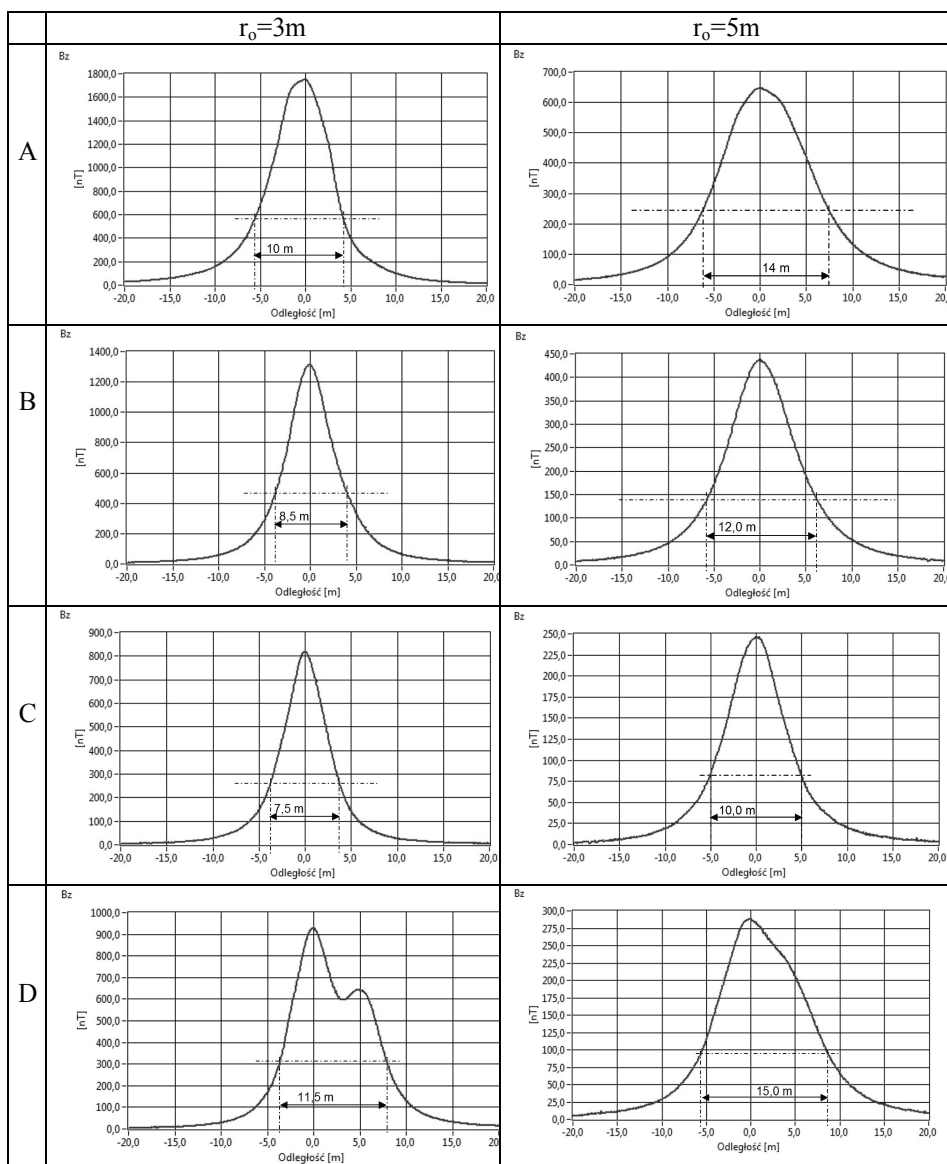 r₀=3m r₀=5m
A
Bz
[nT]
1800,0
1600,0
1400,0
1200,0
1000,0
800,0
600,0
400,0
200,0
0,0
10 m
-20,0 -15,0 -10,0 -5,0 0,0 5,0 10,0 15,0 20,0
Odległość [m]
Bz
[nT]
700,0
600,0
500,0
400,0
300,0
200,0
100,0
0,0
14 m
-20,0 -15,0 -10,0 -5,0 0,0 5,0 10,0 15,0 20,0
Odległość [m]
B
Bz
[nT]
1400,0
1200,0
1000,0
800,0
600,0
400,0
200,0
0,0
8,5 m
-20,0 -15,0 -10,0 -5,0 0,0 5,0 10,0 15,0 20,0
Odległość [m]
Bz
[nT]
450,0
400,0
350,0
300,0
250,0
200,0
150,0
100,0
50,0
0,0
12,0 m
-20,0 -15,0 -10,0 -5,0 0,0 5,0 10,0 15,0 20,0
Odległość [m]
C
Bz
[nT]
900,0
800,0
700,0
600,0
500,0
400,0
300,0
200,0
100,0
0,0
7,5 m
-20,0 -15,0 -10,0 -5,0 0,0 5,0 10,0 15,0 20,0
Odległość [m]
Bz
[nT]
250,0
225,0
200,0
175,0
150,0
125,0
100,0
75,0
50,0
25,0
0,0
10,0 m
-20,0 -15,0 -10,0 -5,0 0,0 5,0 10,0 15,0 20,0
Odległość [m]
D
Bz
[nT]
1000,0
900,0
800,0
700,0
600,0
500,0
400,0
300,0
200,0
100,0
0,0
11,5 m
-20,0 -15,0 -10,0 -5,0 0,0 5,0 10,0 15,0 20,0
Odległość [m]
Bz
[nT]
300,0
275,0
250,0
225,0
200,0
175,0
150,0
125,0
100,0
75,0
50,0
25,0
0,0
15,0 m
-20,0 -15,0 -10,0 -5,0 0,0 5,0 10,0 15,0 20,0
Odległość [m]